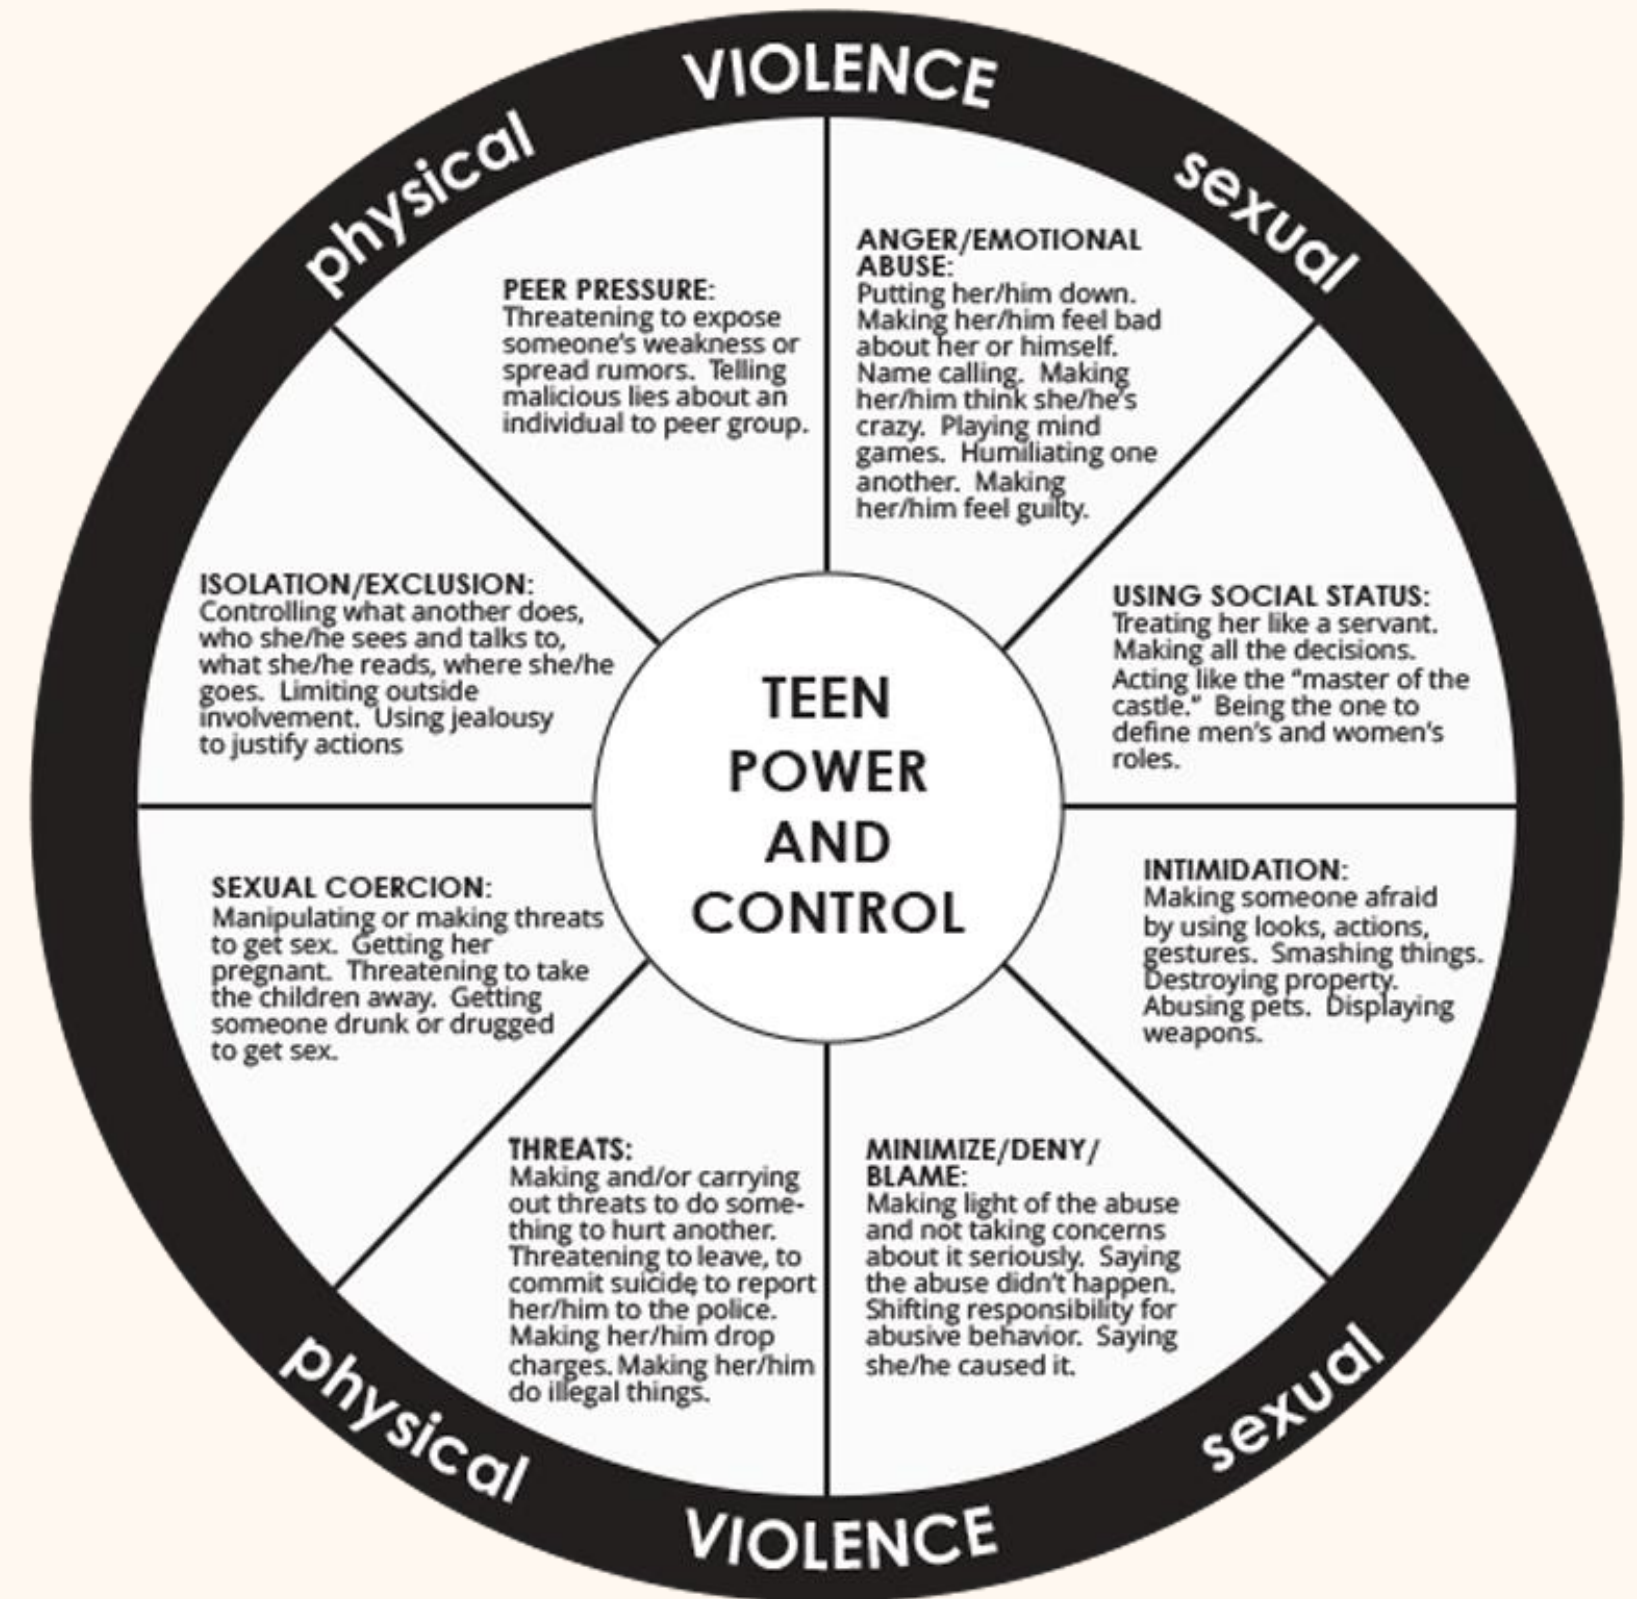 VIOLENCE
physical
sexual
PEER PRESSURE:
Threatening to expose
someone's weakness or
spread rumors. Telling
malicious lies about an
individual to peer group.
ANGER/EMOTIONAL
ABUSE:
Putting her/him down.
Making her/him feel bad
about her or himself.
Name calling. Making
her/him think she/he's
crazy. Playing mind
games. Humiliating one
another. Making
her/him feel guilty.
ISOLATION/EXCLUSION:
Controlling what another does,
who she/he sees and talks to,
what she/he reads, where she/he
goes. Limiting outside
involvement. Using jealousy
to justify actions
USING SOCIAL STATUS:
Treating her like a servant.
Making all the decisions.
Acting like the "master of the
castle." Being the one to
define men's and women's
roles.
TEEN
POWER
AND
CONTROL
SEXUAL COERCION:
Manipulating or making threats
to get sex. Getting her
pregnant. Threatening to take
the children away. Getting
someone drunk or drugged
to get sex.
INTIMIDATION:
Making someone afraid
by using looks, actions,
gestures. Smashing things.
Destroying property.
Abusing pets. Displaying
weapons.
THREATS:
Making and/or carrying
out threats to do some-
thing to hurt another.
Threatening to leave, to
commit suicide, to report
her/him to the police.
Making her/him drop
charges. Making her/him
do illegal things.
MINIMIZE/DENY/
BLAME:
Making light of the abuse
and not taking concerns
about it seriously. Saying
the abuse didn't happen.
Shifting responsibility for
abusive behavior. Saying
she/he caused it.
physical
sexual
VIOLENCE